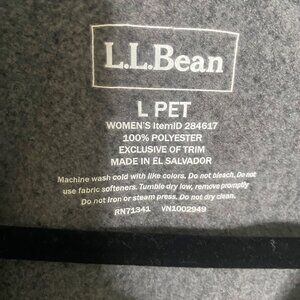 L.L.Bean
L PET
WOMEN'S ItemID 284617
100% POLYESTER
EXCLUSIVE OF TRIM
MADE IN EL SALVADOR
Machine wash cold with like colors. Do not bleach. Do not
use fabric softeners. Tumble dry low, remove promptly
Do not iron or steam press. Do not dry clean.
RN71341 VN1002949